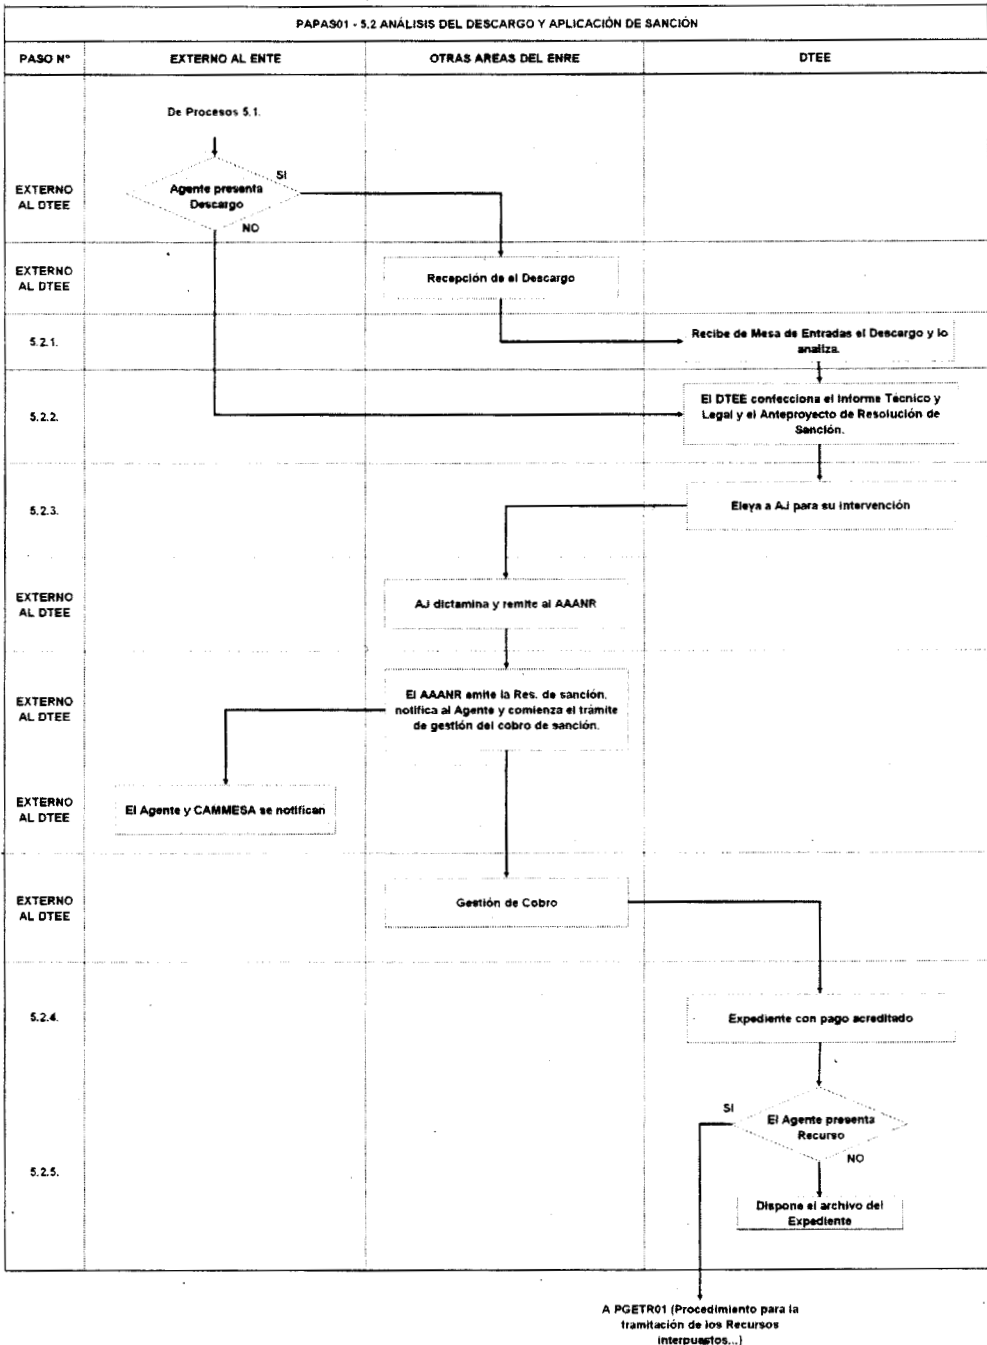 PAPAS01 - 5.2 ANÁLISIS DEL DESCARGO Y APLICACIÓN DE SANCIÓN
PASO Nº
EXTERNO AL ENTE
OTRAS AREAS DEL ENRE
DTEE
De Procesos 5.1.
EXTERNO
AL DTEE
Agente presenta
Descargo
SI
NO
EXTERNO
AL DTEE
Recepción de el Descargo
5.2.1.
Recibe de Mesa de Entradas el Descargo y lo
analiza.
5.2.2.
El DTEE confecciona el Informe Técnico y
Legal y el Anteproyecto de Resolución de
Sanción.
5.2.3.
Eleva a AJ para su intervención
EXTERNO
AL DTEE
AJ dictamina y remite al AAANR
EXTERNO
AL DTEE
El AAANR emite la Res. de sanción,
notifica al Agente y comienza el trámite
de gestión del cobro de sanción.
EXTERNO
AL DTEE
El Agente y CAMMESA se notifican
EXTERNO
AL DTEE
Gestión de Cobro
5.2.4.
Expediente con pago acreditado
SI
El Agente presenta
Recurso
NO
5.2.5.
Dispone el archivo del
Expediente
A PGETR01 (Procedimiento para la
tramitación de los Recursos
interpuestos...)